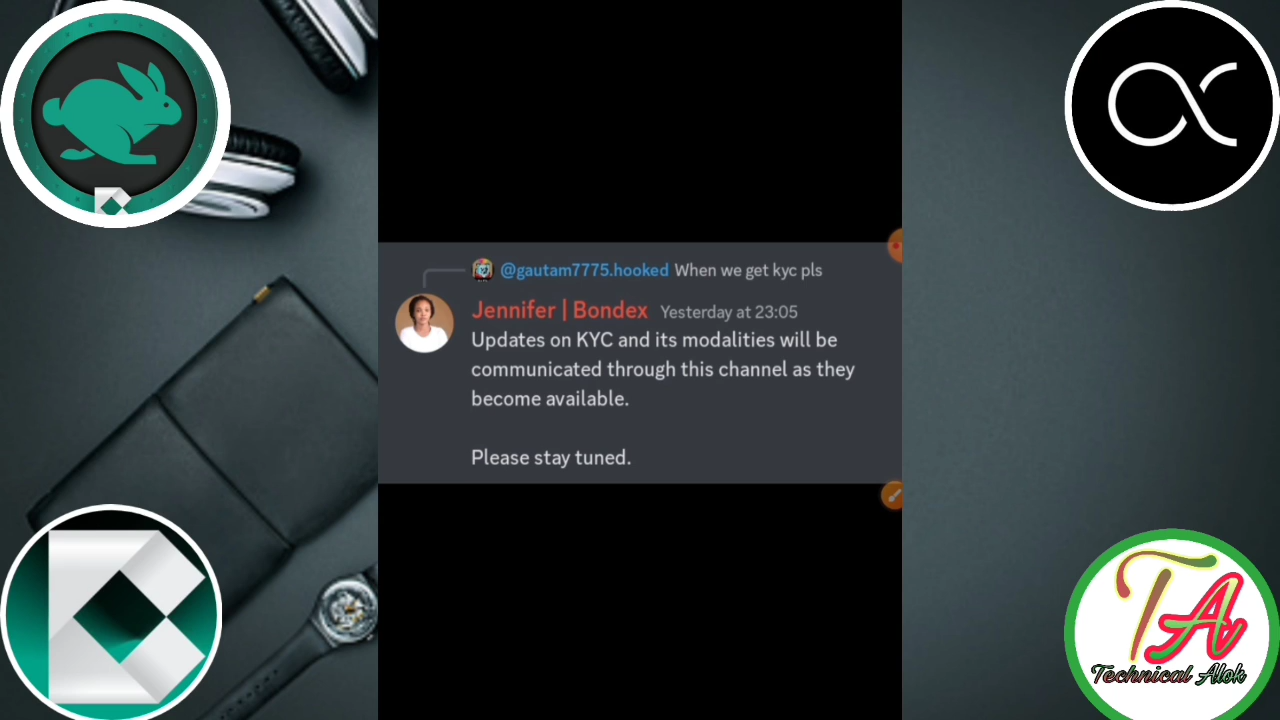 @gautam7775.hooked When we get kyc pls
Jennifer | Bondex Yesterday at 23:05
Updates on KYC and its modalities will be
communicated through this channel as they
become available.
Please stay tuned.
TA
Technical Alok